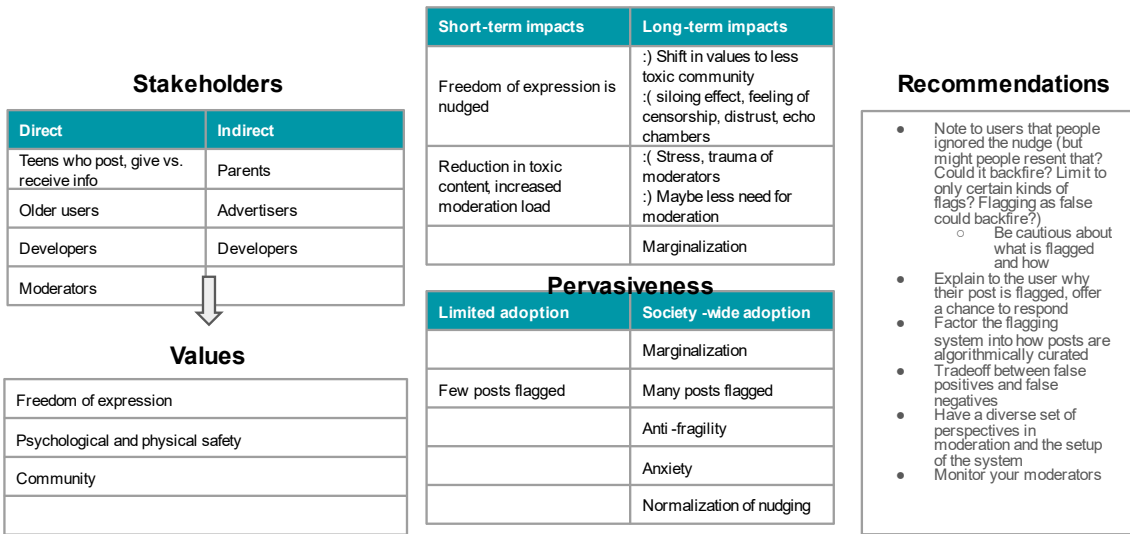 Stakeholders
Direct
Indirect
Teens who post, give vs.
receive info
Parents
Older users
Advertisers
Developers
Developers
Moderators
Values
Freedom of expression
Psychological and physical safety
Community
Short-term impacts
Long-term impacts
Freedom of expression is
nudged
:) Shift in values to less
toxic community
:( siloing effect, feeling of
censorship, distrust, echo
chambers
Reduction in toxic
content, increased
moderation load
:( Stress, trauma of
moderators
:) Maybe less need for
moderation
Marginalization
Pervasiveness
Limited adoption
Society -wide adoption
Marginalization
Few posts flagged
Many posts flagged
Anti -fragility
Anxiety
Normalization of nudging
Recommendations
● Note to users that people
ignored the nudge (but
might people resent that?
Could it backfire? Limit to
only certain kinds of
flags? Flagging as false
could backfire?)
○ Be cautious about
what is flagged
and how
● Explain to the user why
their post is flagged, offer
a chance to respond
● Factor the flagging
system into how posts are
algorithmically curated
● Tradeoff between false
positives and false
negatives
● Have a diverse set of
perspectives in
moderation and the setup
of the system
● Monitor your moderators